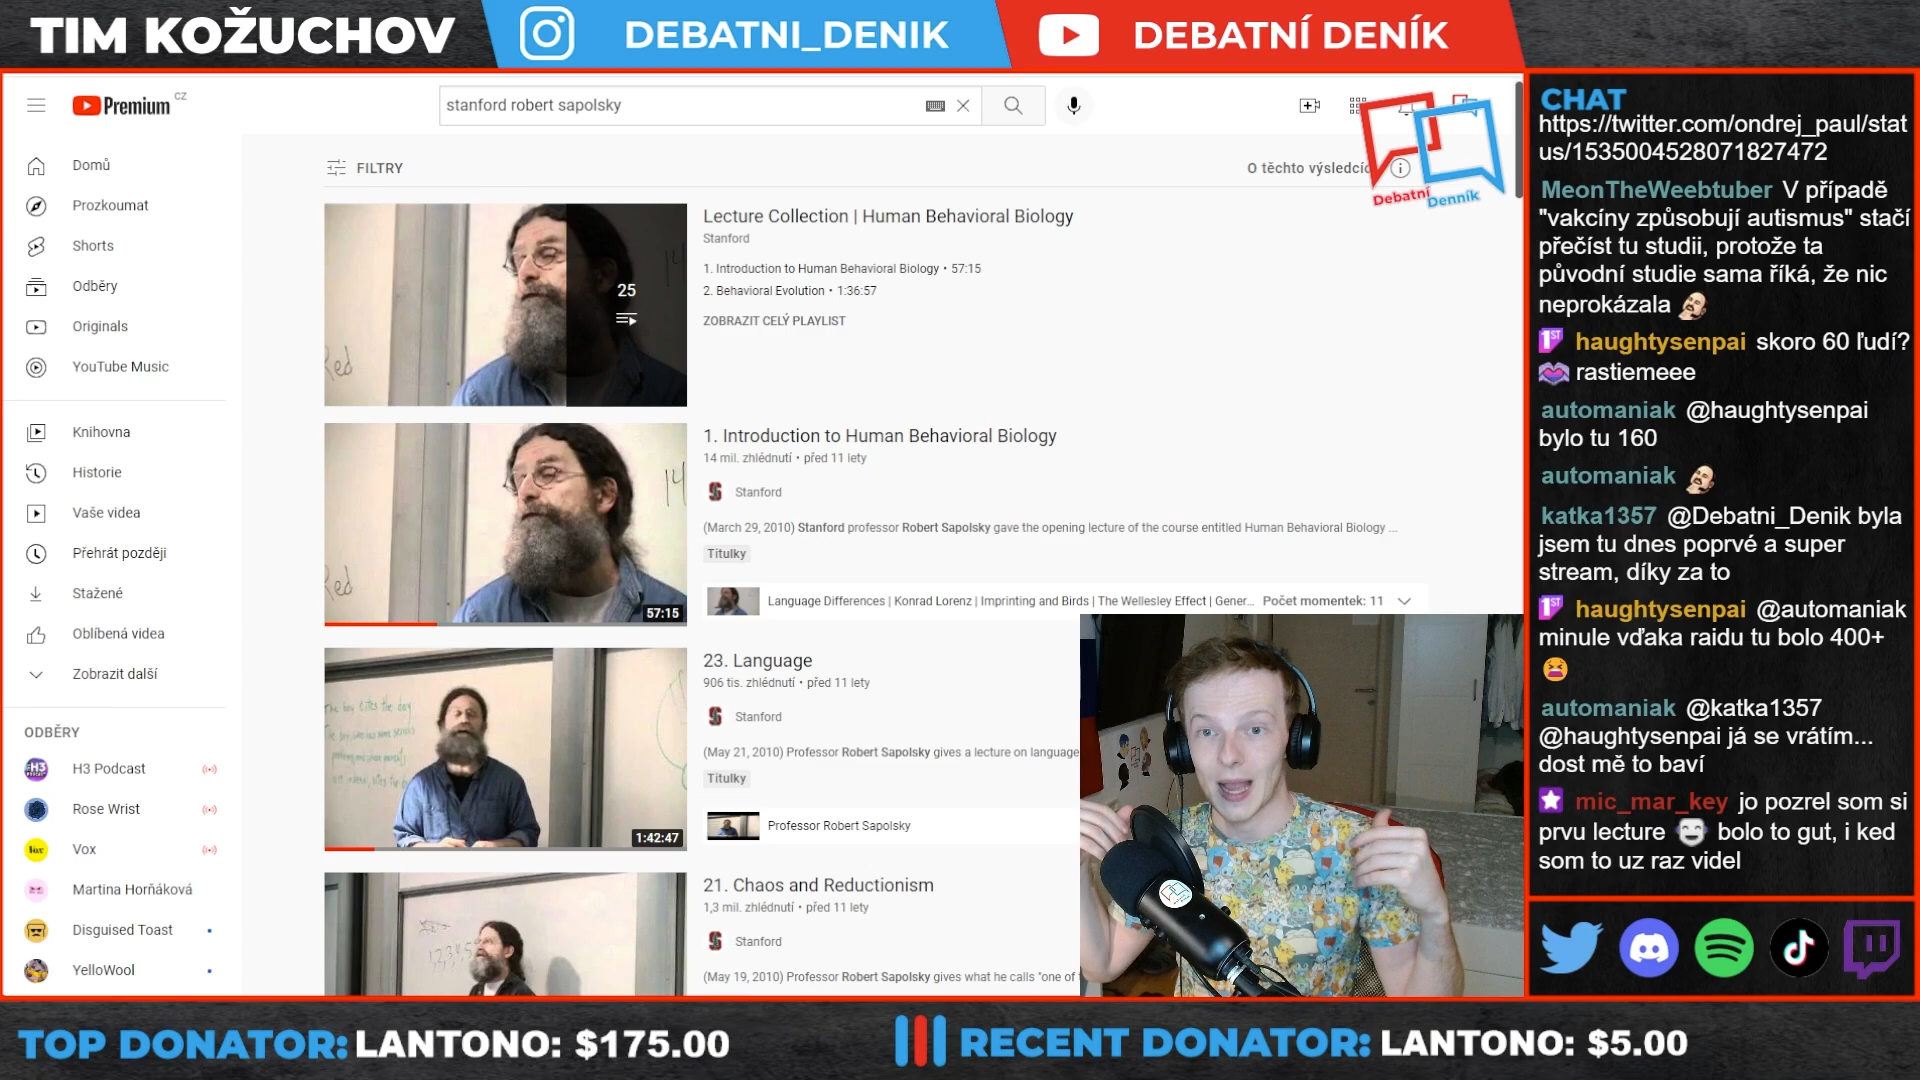 TIM KOŽUCHOV
DEBATNI_DENIK
DEBATNÍ DENÍK
Premium CZ
stanford robert sapolsky
Domů
Prozkoumat
Shorts
Odběry
Originals
YouTube Music
Knihovna
Historie
Vaše videa
Přehrát později
Stažené
Oblíbená videa
Zobrazit další
ODBĚRY
H3 Podcast
Rose Wrist
Vox
Martina Horňáková
Disguised Toast
YelloWool
FILTRY
O těchto výsledcíc
Debatní
Denník
25
Lecture Collection | Human Behavioral Biology
Stanford
1. Introduction to Human Behavioral Biology • 57:15
2. Behavioral Evolution • 1:36:57
ZOBRAZIT CELÝ PLAYLIST
57:15
1. Introduction to Human Behavioral Biology
14 mil. zhlédnutí • před 11 lety
Stanford
(March 29, 2010) Stanford professor Robert Sapolsky gave the opening lecture of the course entitled Human Behavioral Biology ...
Titulky
Language Differences | Konrad Lorenz | Imprinting and Birds | The Wellesley Effect | Gener... Počet momentek: 11
1:42:47
23. Language
906 tis. zhlédnutí • před 11 lety
Stanford
(May 21, 2010) Professor Robert Sapolsky gives a lecture on language
Titulky
Professor Robert Sapolsky
21. Chaos and Reductionism
1,3 mil. zhlédnutí • před 11 lety
Stanford
(May 19, 2010) Professor Robert Sapolsky gives what he calls "one of
CHAT
https://twitter.com/ondrej_paul/stat
us/1535004528071827472
MeonTheWeebtuber V případě
"vakcíny způsobují autismus" stačí
přečíst tu studii, protože ta
původní studie sama říká, že nic
neprokázala
haughtysenpai skoro 60 ľudí?
rastiemeee
automaniak @haughtysenpai
bylo tu 160
automaniak
katka1357 @Debatni_Denik byla
jsem tu dnes poprvé a super
stream, díky za to
haughtysenpai @automaniak
minule vďaka raidu tu bolo 400+
automaniak @katka1357
@haughtysenpai já se vrátím...
dost mě to baví
mic_mar_key jo pozrel som si
prvu lecture bolo to gut, i ked
som to uz raz videl
TOP DONATOR: LANTONO: $175.00
RECENT DONATOR: LANTONO: $5.00